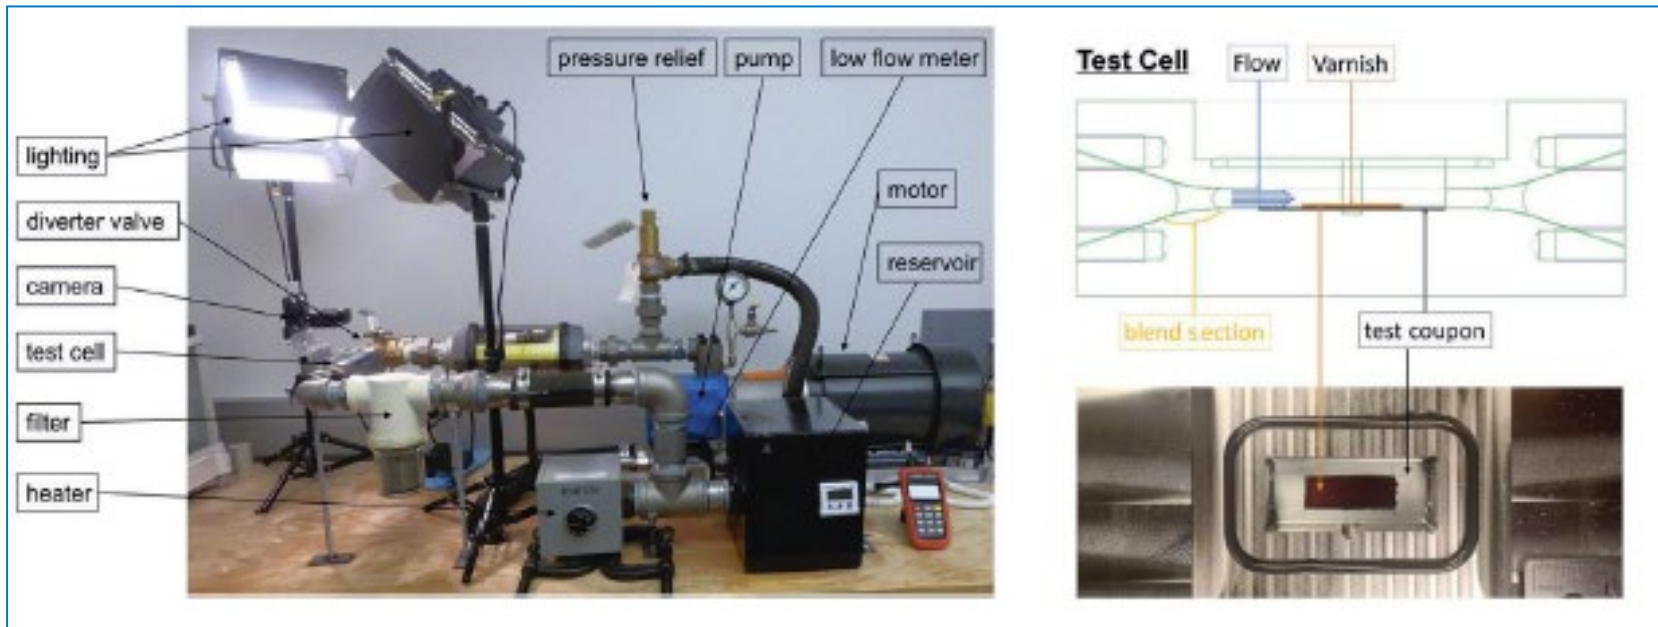 pressure relief
pump
low flow meter
lighting
motor
diverter valve
reservoir
camera
test cell
filter
heater
Test Cell
Flow
Varnish
blend section
test coupon